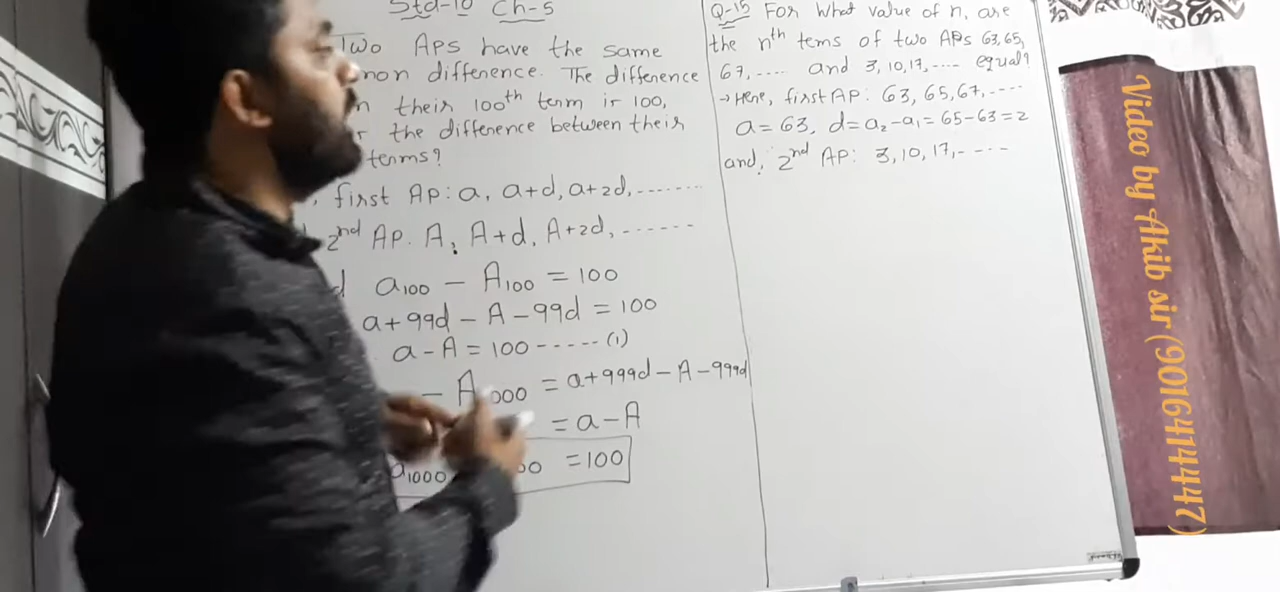 Std-10 Ch-5
Two APs have the same
mon difference. The difference
n their 100th term is 100,
the difference between their
terms?
first AP: a, a+d, a+2d, .......
2nd AP. A, A+d, A+2d, ......
a100 - A100 = 100
a+99d - A - 99d = 100
a-A = 100 ----- (1)
- A000 = a+999d - A - 999d
= a-A
a1000 00 = 100
Q-15 For what value of n, are
the nth tems of two APs 63, 65,
67, .... and 3, 10, 17, .... equal?
→ Here, first AP: 63, 65, 67, ....
a = 63, d = a2 - a1 = 65 - 63 = 2
and, 2nd AP: 3, 10, 17, - - - -
Video by Akib sir (9016414447)